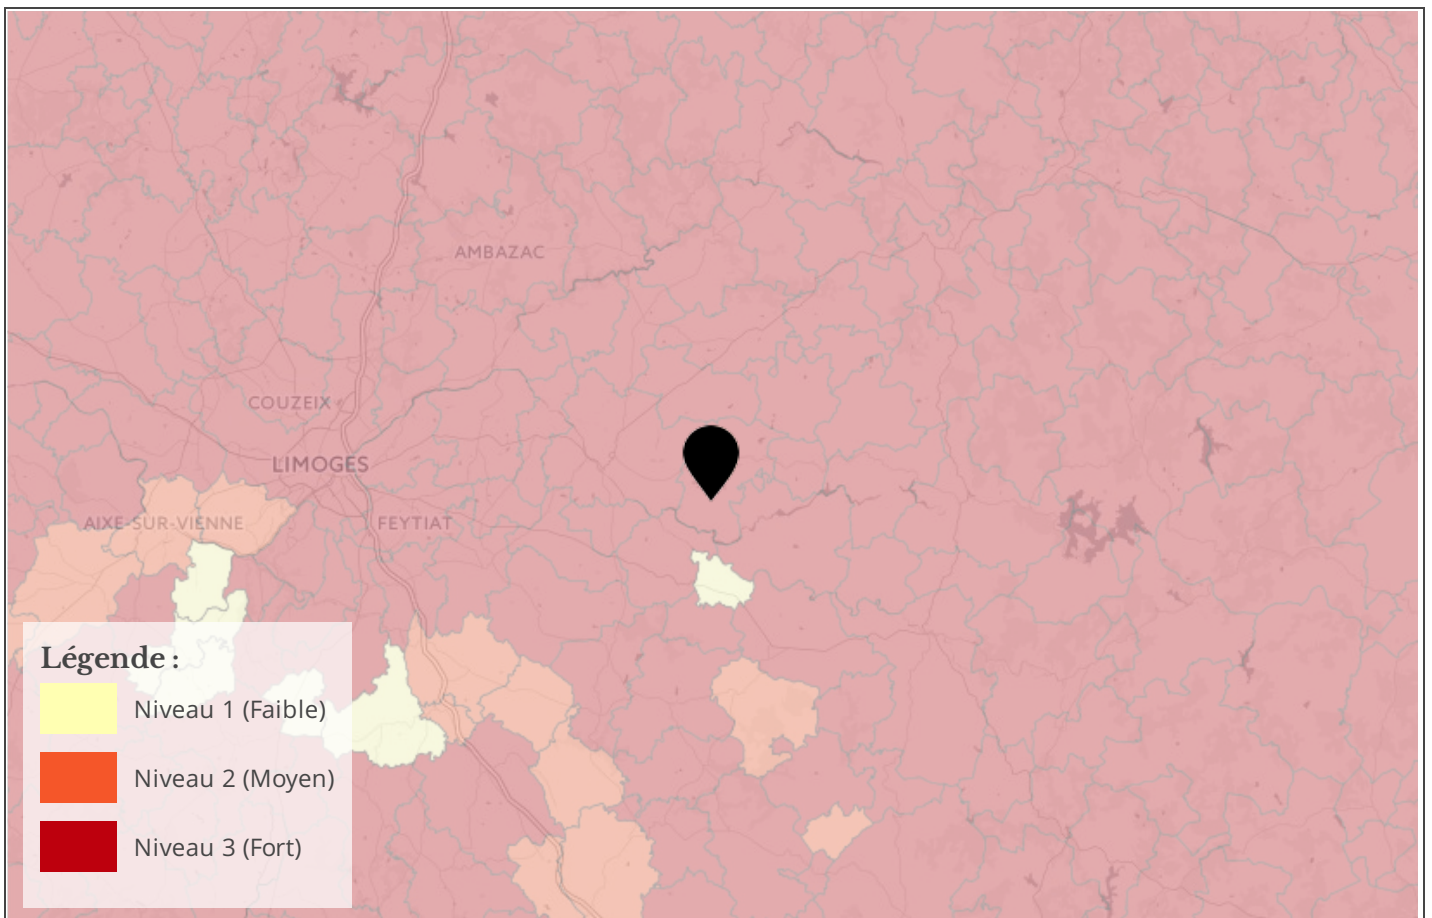 AMBAZAC
COUZEIX
LIMOGES
AIXE-SUR-VIENNE
FEYTIAT
Légende :
Niveau 1 (Faible)
Niveau 2 (Moyen)
Niveau 3 (Fort)